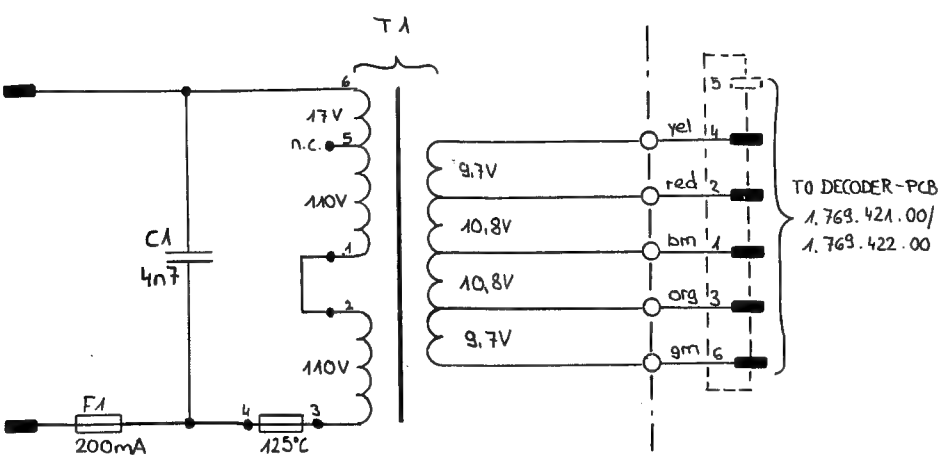 T1
6
17V
n.c. 5
110V
1
2
110V
C1
4n7
F1
200mA
4
3
125°C
9,7V
10,8V
10,8V
9,7V
5
yel 4
red 2
brn 1
org 3
grn 6
TO DECODER-PCB
1.769.421.00/
1.769.422.00